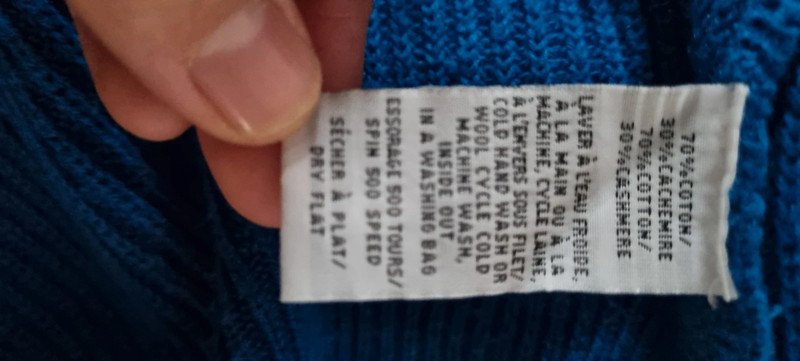 70%COTON/
30%CACHEMIRE
70%COTTON/
30%CASHMERE
LAVER À L'EAU FROIDE,
À LA MAIN OU À LA
MACHINE, CYCLE LAINE,
À L'ENVERS SOUS FILET/
COLD HAND WASH OR
WOOL CYCLE COLD
MACHINE WASH,
INSIDE OUT
IN A WASHING BAG
ESSORAGE 500 TOURS/
SPIN 500 SPEED
SÉCHER À PLAT/
DRY FLAT